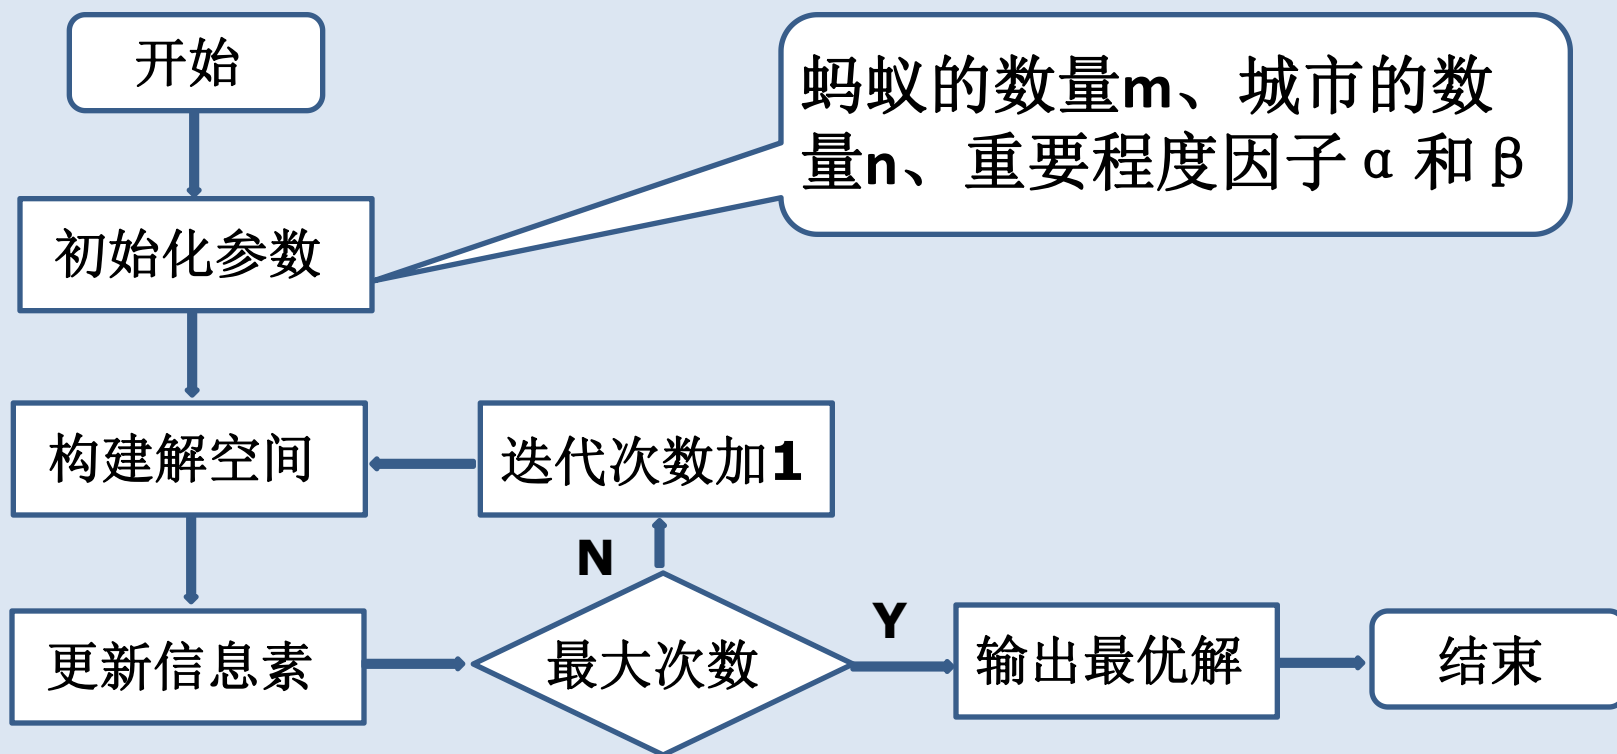 开始
蚂蚁的数量m、城市的数
量n、重要程度因子α和β
初始化参数
构建解空间
迭代次数加1
N
Y
更新信息素
最大次数
输出最优解
结束